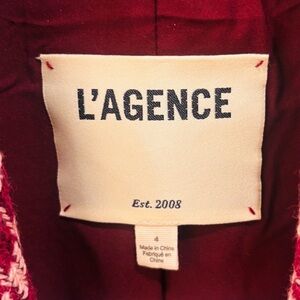 L'AGENCE
Est. 2008
4
Made in China
Fabriqué en
Chine